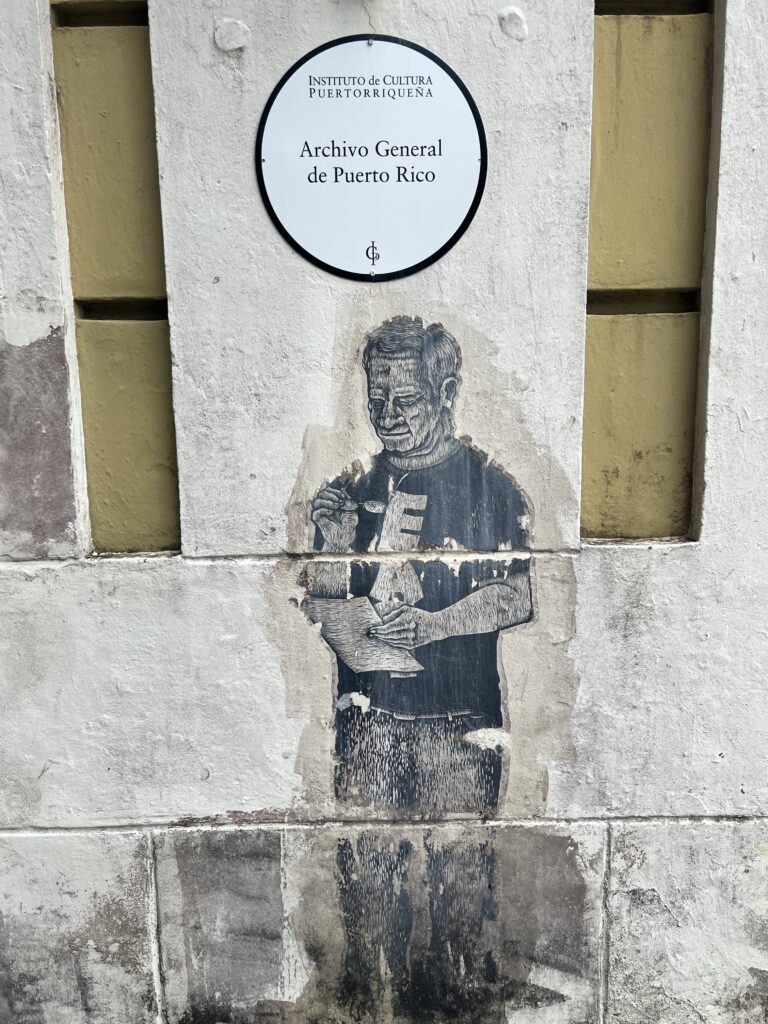 INSTITUTO de CULTURA
PUERTORRIQUEÑA
Archivo General
de Puerto Rico
E